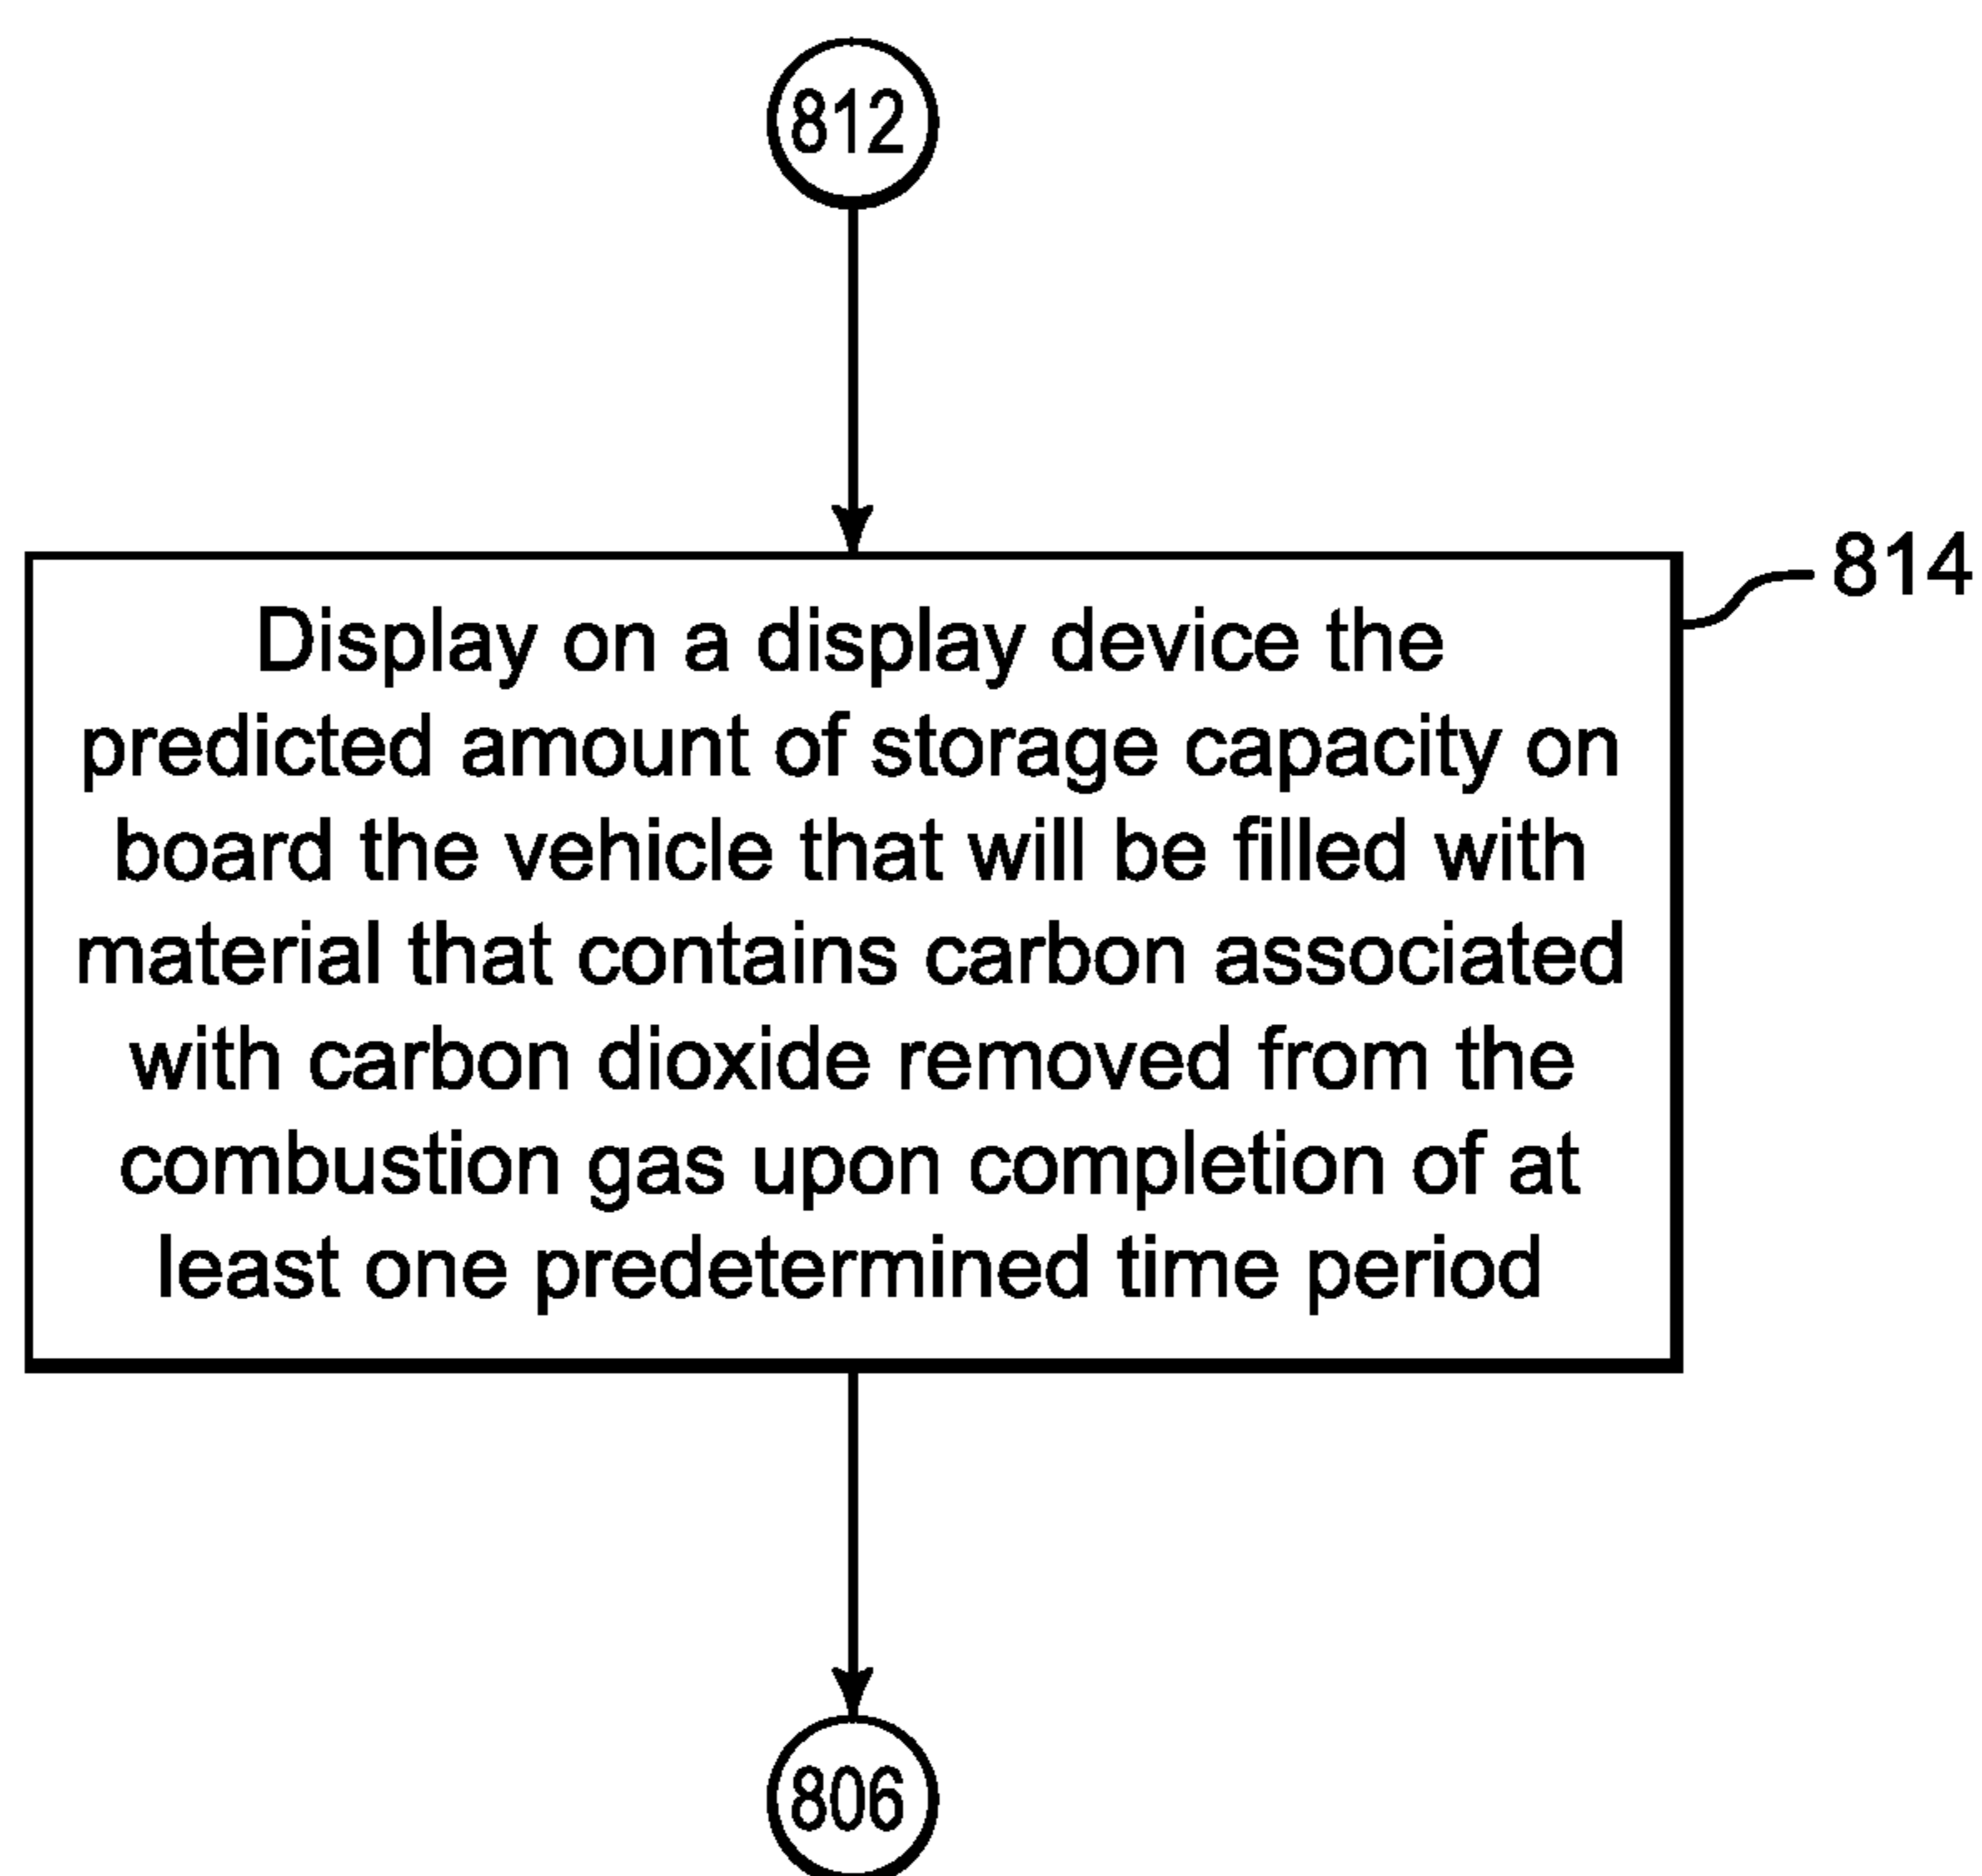 812
814
Display on a display device the
predicted amount of storage capacity on
board the vehicle that will be filled with
material that contains carbon associated
with carbon dioxide removed from the
combustion gas upon completion of at
least one predetermined time period
806